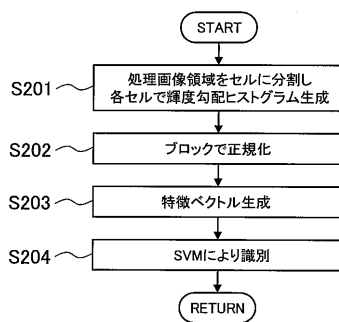 START
S201
処理画像領域をセルに分割し
各セルで輝度勾配ヒストグラム生成
S202
ブロックで正規化
S203
特徴ベクトル生成
S204
SVMにより識別
RETURN